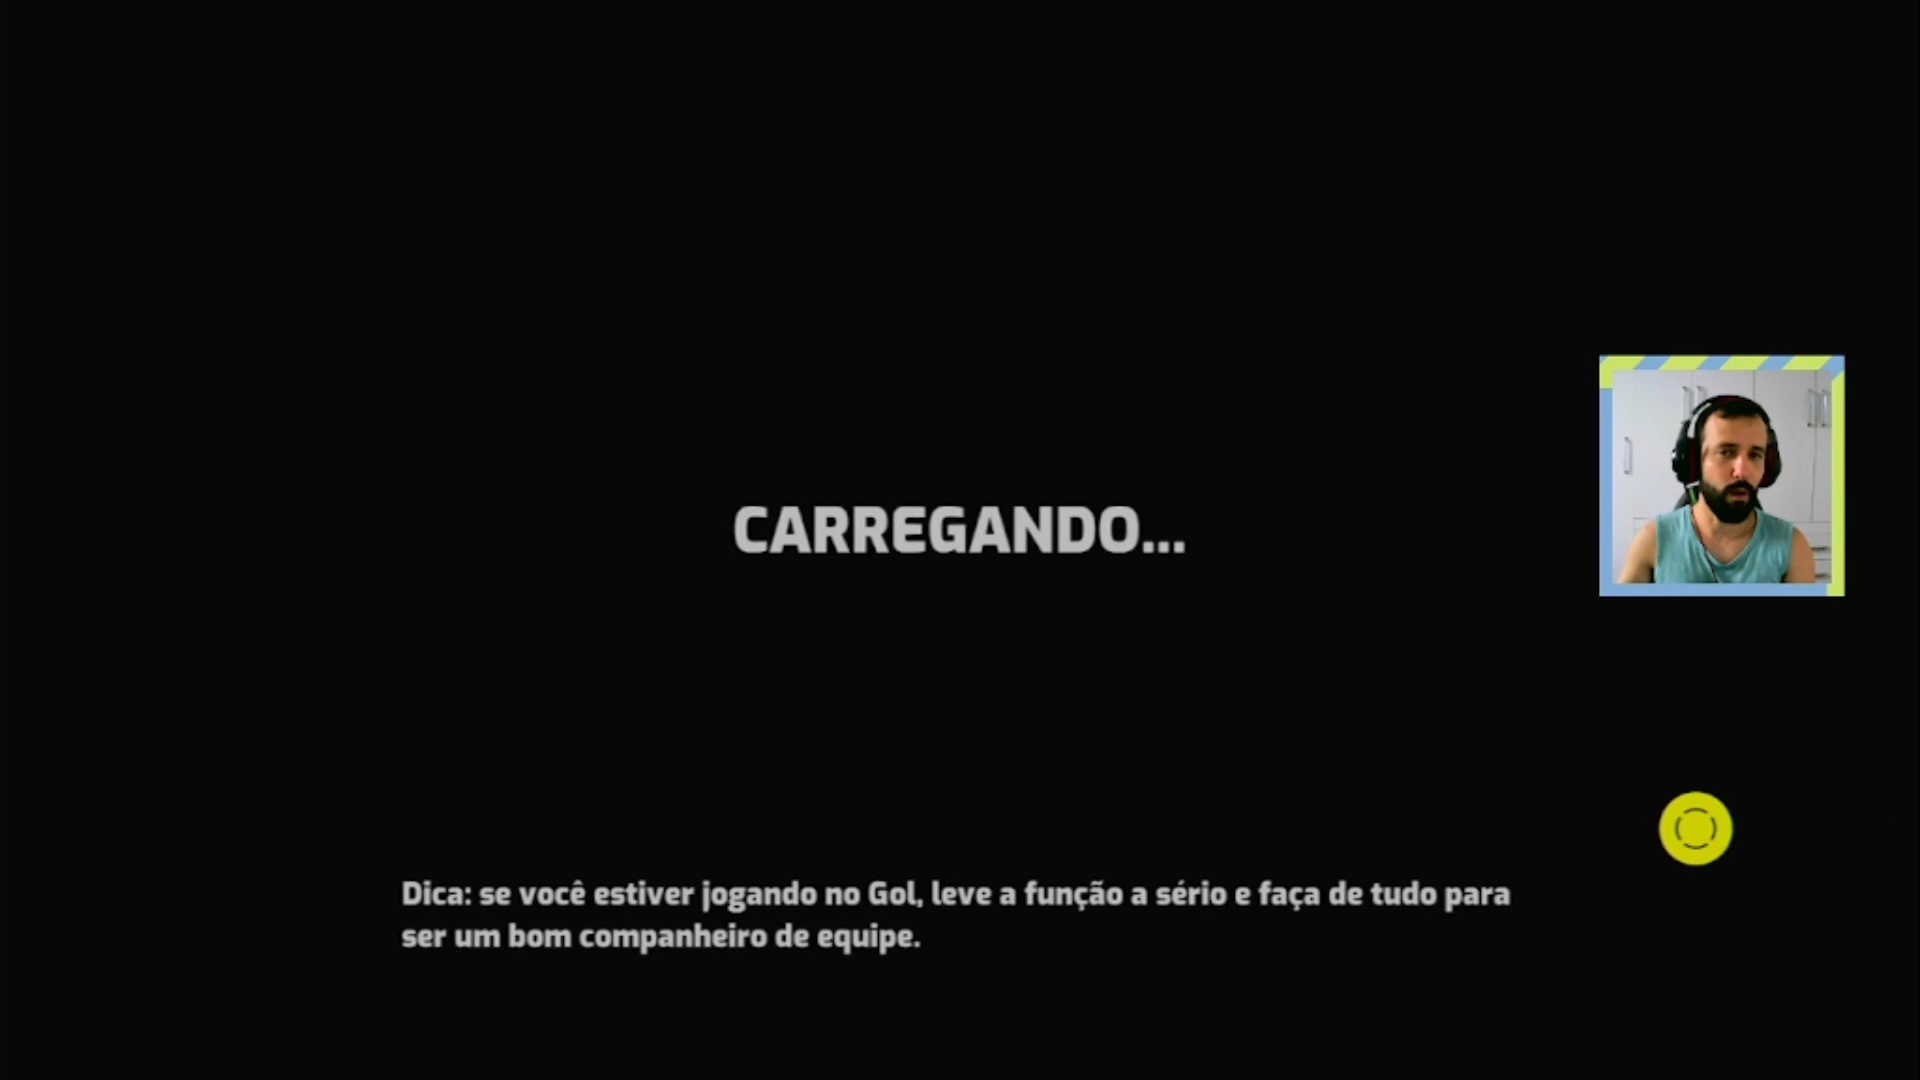 CARREGANDO...
Dica: se você estiver jogando no Gol, leve a função a sério e faça de tudo para
ser um bom companheiro de equipe.